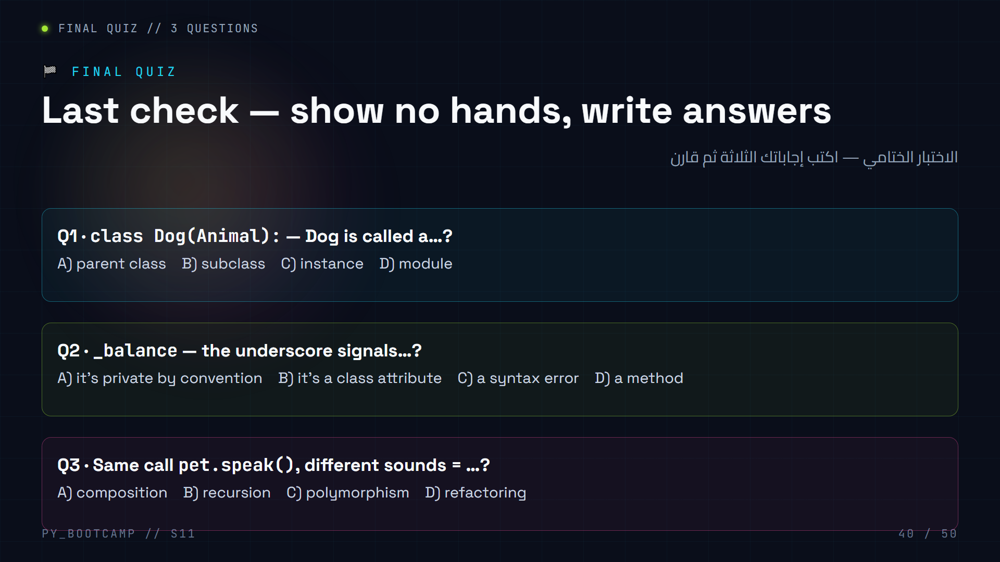 FINAL QUIZ // 3 QUESTIONS
FINAL QUIZ
Last check — show no hands, write answers
الاختبار الختامي — اكتب إجاباتك الثلاثة ثم قارن
Q1 · class Dog(Animal): — Dog is called a...?
A) parent class B) subclass C) instance D) module
Q2 · _balance — the underscore signals...?
A) it's private by convention B) it's a class attribute C) a syntax error D) a method
Q3 · Same call pet.speak(), different sounds = ...?
A) composition B) recursion C) polymorphism D) refactoring
PY_BOOTCAMP // S11
40 / 50